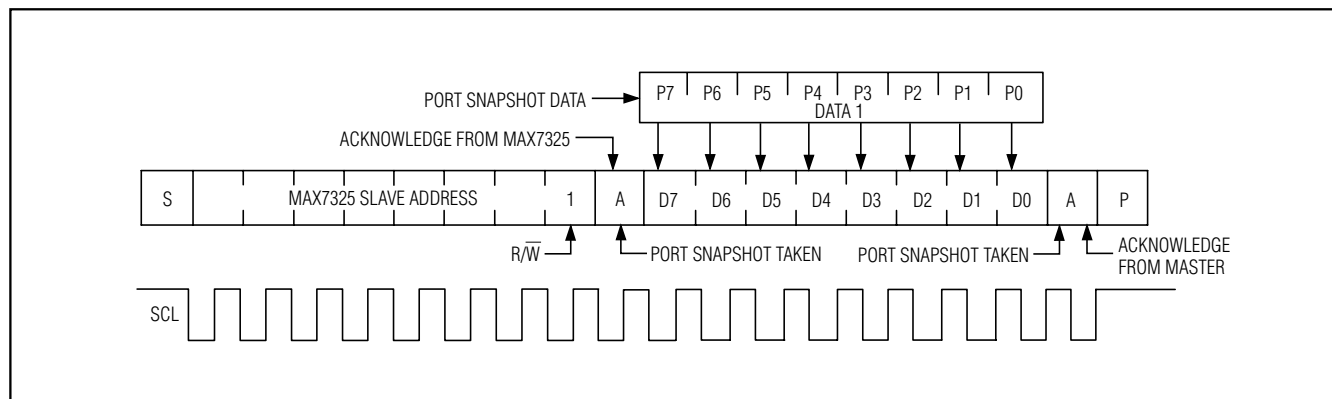 P7 P6 P5 P4 P3 P2 P1 P0
PORT SNAPSHOT DATA
DATA 1
ACKNOWLEDGE FROM MAX7325
S MAX7325 SLAVE ADDRESS 1 A D7 D6 D5 D4 D3 D2 D1 D0 A P
R/W̅ PORT SNAPSHOT TAKEN PORT SNAPSHOT TAKEN ACKNOWLEDGE
FROM MASTER
SCL